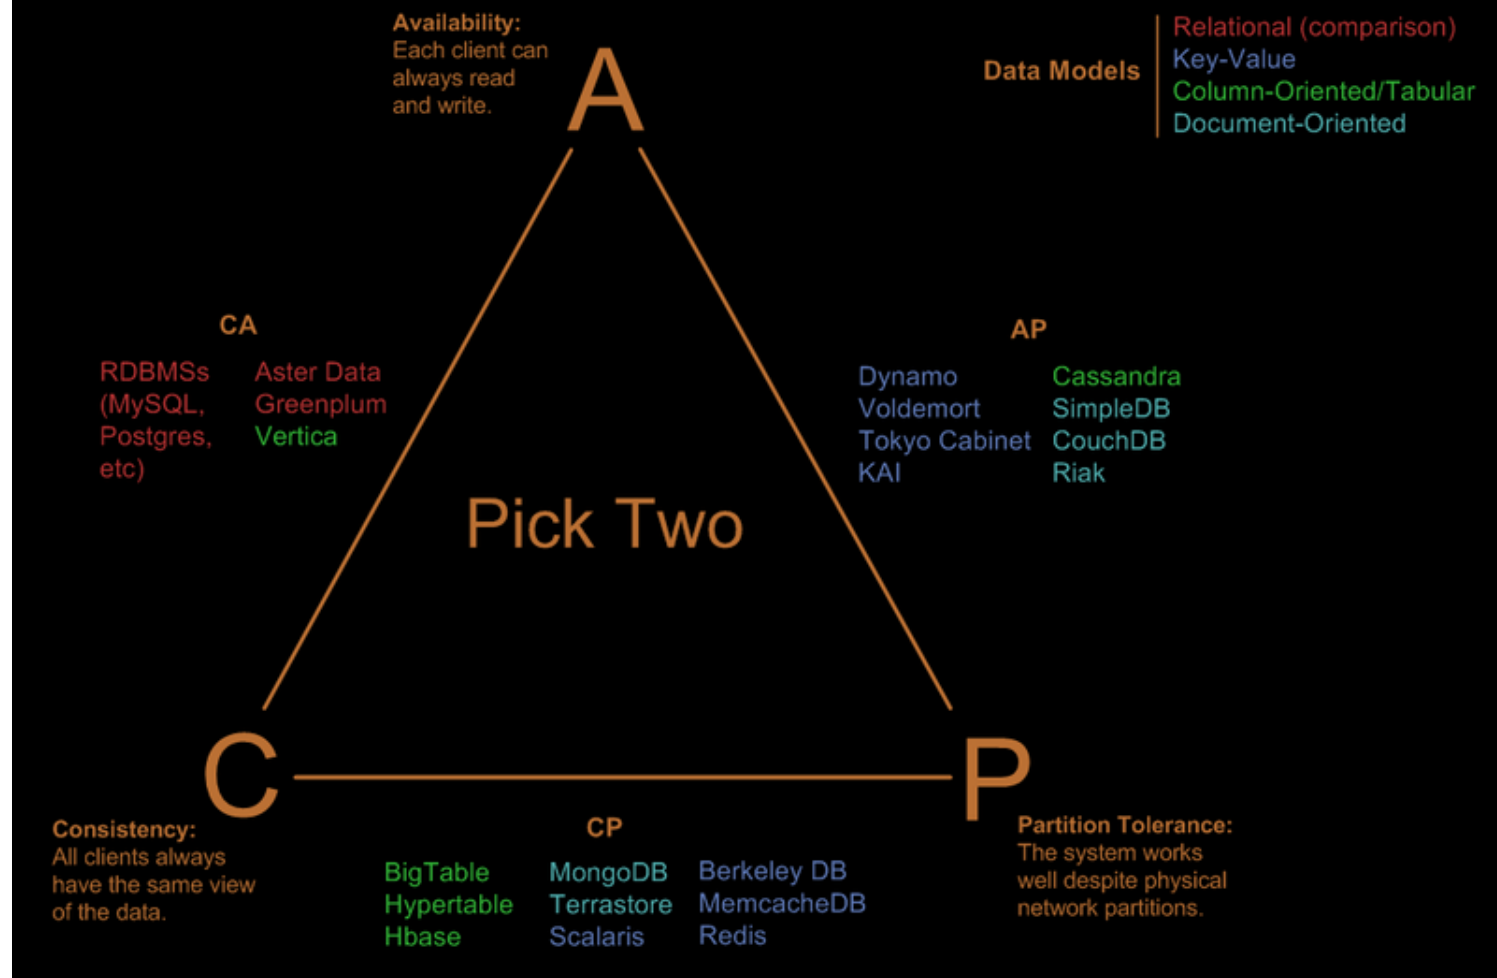 Availability:
Each client can
always read
and write.
A
Data Models
Relational (comparison)
Key-Value
Column-Oriented/Tabular
Document-Oriented
CA
RDBMSs
(MySQL,
Postgres,
etc)
Aster Data
Greenplum
Vertica
AP
Dynamo
Voldemort
Tokyo Cabinet
KAI
Cassandra
SimpleDB
CouchDB
Riak
Pick Two
C
Consistency:
All clients always
have the same view
of the data.
P
Partition Tolerance:
The system works
well despite physical
network partitions.
CP
BigTable
Hypertable
Hbase
MongoDB
Terrastore
Scalaris
Berkeley DB
MemcacheDB
Redis